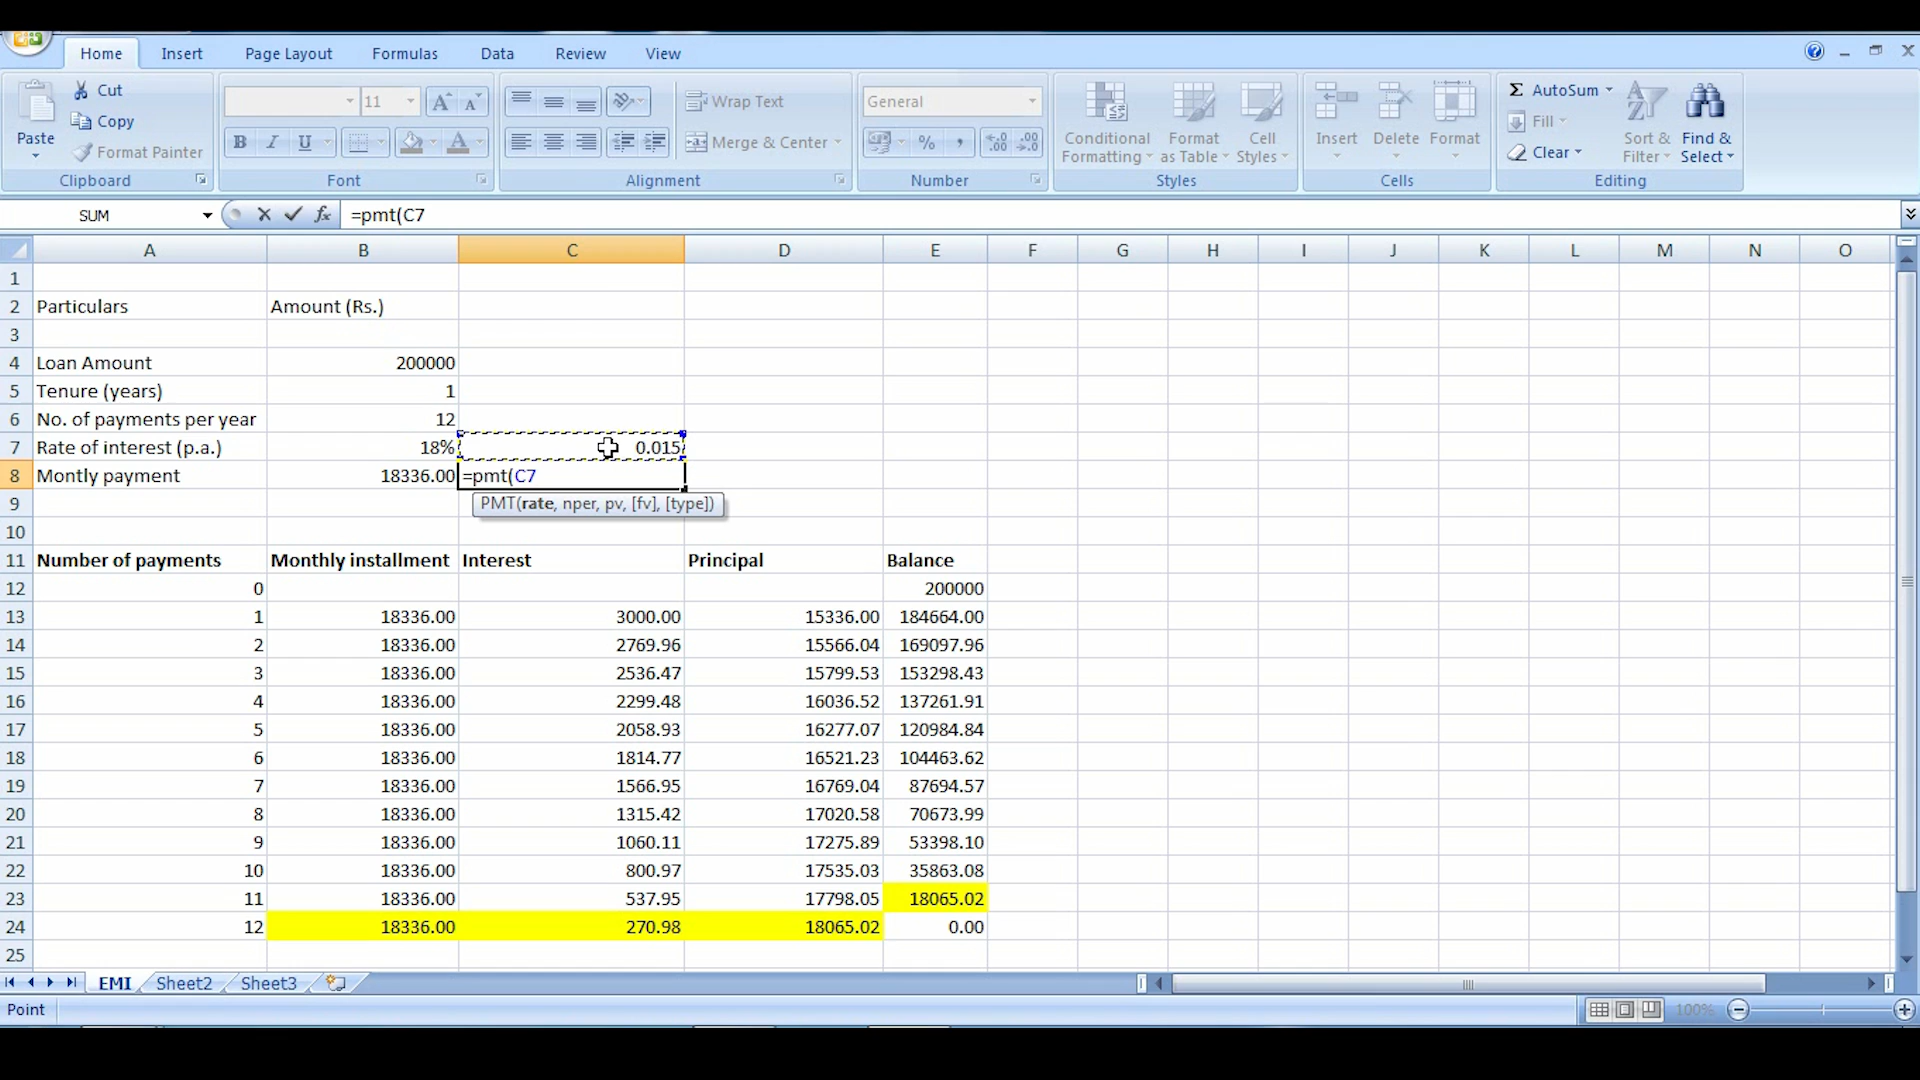 Home Insert Page Layout Formulas Data Review View
Paste
Cut
Copy
Format Painter
Clipboard
11
A A
B I U
A
Font
Wrap Text
Merge & Center
Alignment
General
% ,
Number
Conditional Formatting
Format as Table
Cell Styles
Styles
Insert
Delete
Format
Cells
Σ AutoSum
Fill
Clear
Sort & Filter
Find & Select
Editing
SUM fx =pmt(C7
A B C D E F G H I J K L M N O
1
2 Particulars Amount (Rs.)
3
4 Loan Amount 200000
5 Tenure (years) 1
6 No. of payments per year 12
7 Rate of interest (p.a.) 18% 0.015
8 Montly payment 18336.00 =pmt(C7
9 PMT(rate, nper, pv, [fv], [type])
10
11 Number of payments Monthly installment Interest Principal Balance
12 0 200000
13 1 18336.00 3000.00 15336.00 184664.00
14 2 18336.00 2769.96 15566.04 169097.96
15 3 18336.00 2536.47 15799.53 153298.43
16 4 18336.00 2299.48 16036.52 137261.91
17 5 18336.00 2058.93 16277.07 120984.84
18 6 18336.00 1814.77 16521.23 104463.62
19 7 18336.00 1566.95 16769.04 87694.57
20 8 18336.00 1315.42 17020.58 70673.99
21 9 18336.00 1060.11 17275.89 53398.10
22 10 18336.00 800.97 17535.03 35863.08
23 11 18336.00 537.95 17798.05 18065.02
24 12 18336.00 270.98 18065.02 0.00
25
EMI Sheet2 Sheet3
Point 100%